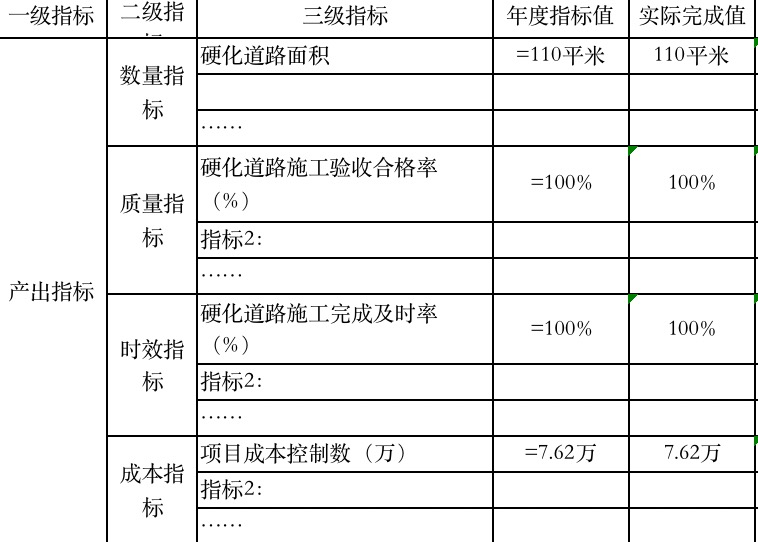 一级指标 二级指标 三级指标 年度指标值 实际完成值
产出指标
数量指
标
硬化道路面积 =110平米 110平米
……
质量指
标
硬化道路施工验收合格率
（%） =100% 100%
指标2:
……
时效指
标
硬化道路施工完成及时率
（%） =100% 100%
指标2:
……
成本指
标
项目成本控制数（万） =7.62万 7.62万
指标2:
……